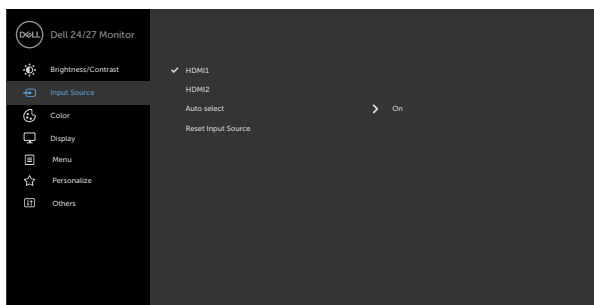 DELL Dell 24/27 Monitor
Brightness/Contrast
Input Source
Color
Display
Menu
Personalize
Others
HDMI1
HDMI2
Auto select On
Reset Input Source